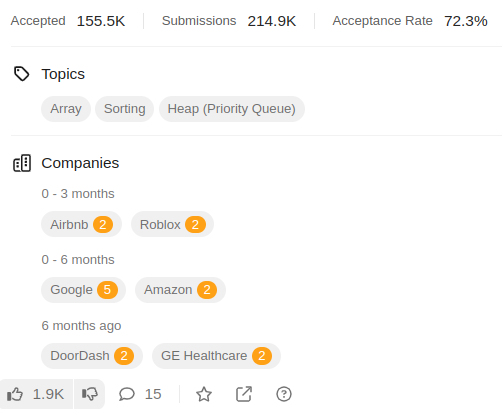 Accepted 155.5K Submissions 214.9K Acceptance Rate 72.3%
Topics
Array Sorting Heap (Priority Queue)
Companies
0 - 3 months
Airbnb 2 Roblox 2
0 - 6 months
Google 5 Amazon 2
6 months ago
DoorDash 2 GE Healthcare 2
1.9K 15